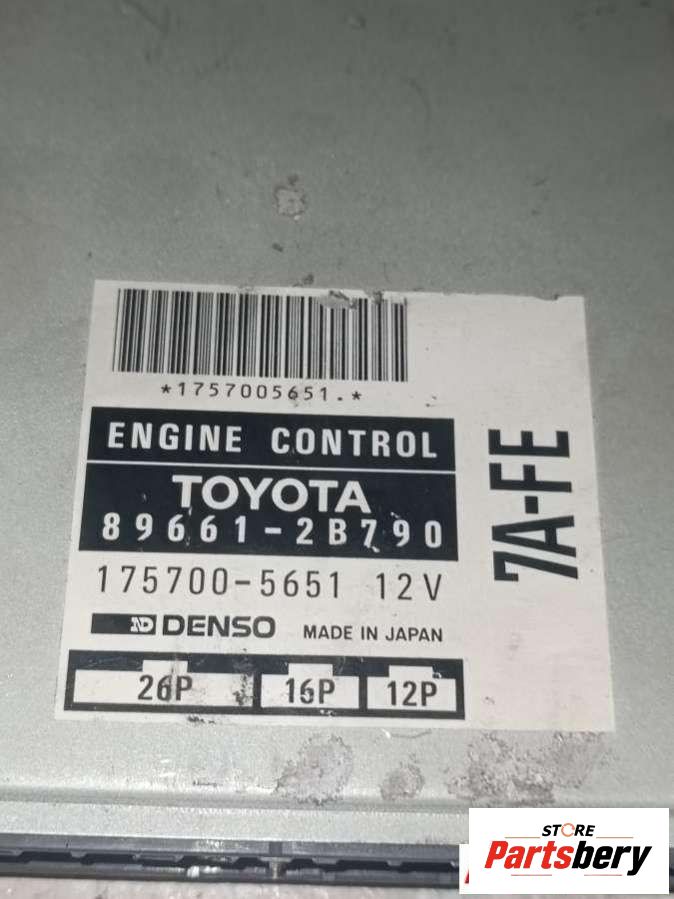 *1757005651.*
ENGINE CONTROL
TOYOTA
89661-2B790
175700-5651 12V
ND DENSO MADE IN JAPAN
26P 16P 12P
7A-FE
STORE
Partsbery